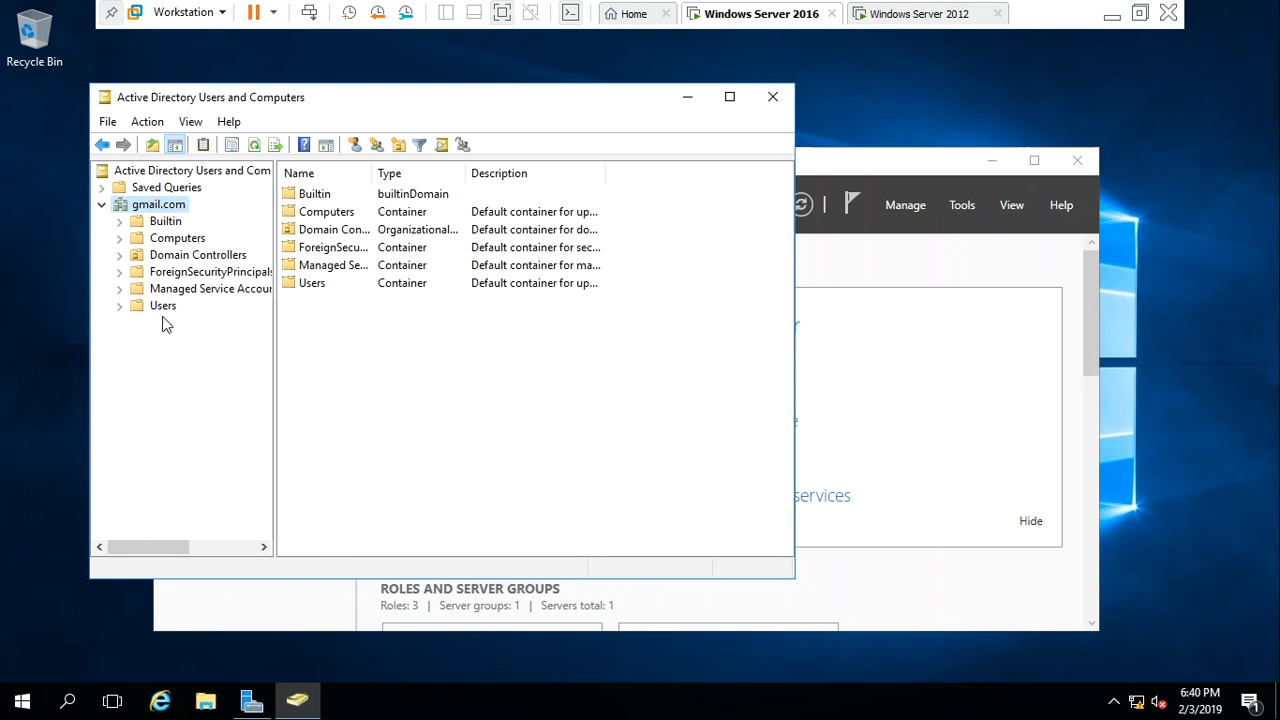 Workstation
Home
Windows Server 2016
Windows Server 2012
Recycle Bin
Active Directory Users and Computers
File Action View Help
Active Directory Users and Com
Saved Queries
gmail.com
Builtin
Computers
Domain Controllers
ForeignSecurityPrincipals
Managed Service Accour
Users
Name Type Description
Builtin builtinDomain
Computers Container Default container for up...
Domain Con... Organizational... Default container for do...
ForeignSecu... Container Default container for sec...
Managed Se... Container Default container for ma...
Users Container Default container for up...
Manage Tools View Help
services
Hide
ROLES AND SERVER GROUPS
Roles: 3 | Server groups: 1 | Servers total: 1
6:40 PM
2/3/2019
1